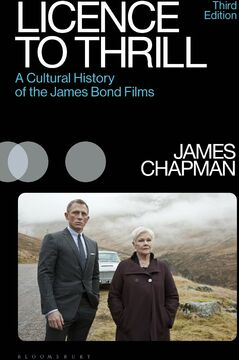 LICENCE
TO THRILL
Third
Edition
A Cultural History
of the James Bond Films
JAMES
CHAPMAN
BLOOMSBURY